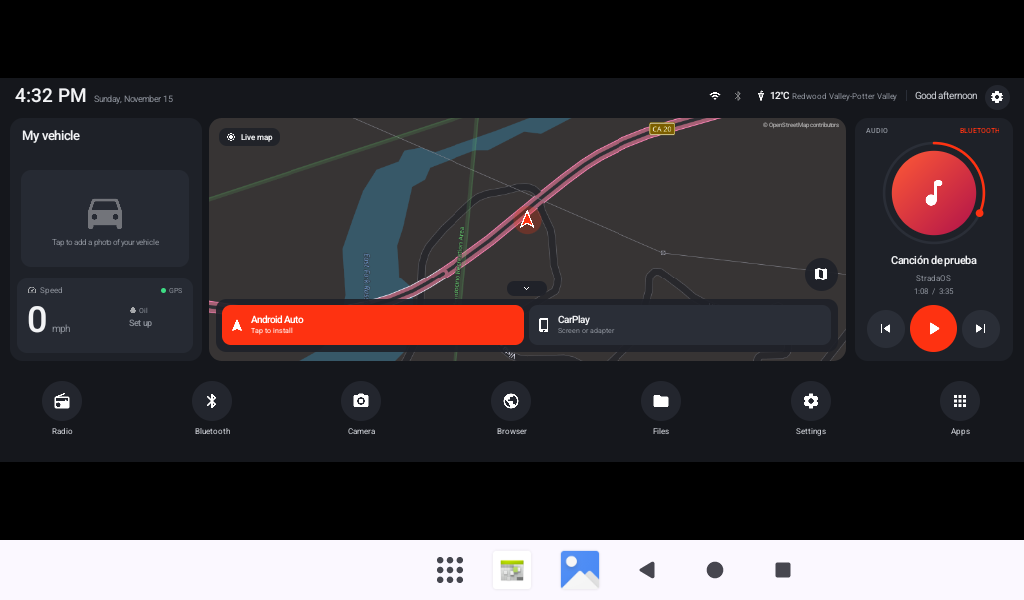 4:32 PM Sunday, November 15
12°C Redwood Valley-Potter Valley
Good afternoon
My vehicle
Tap to add a photo of your vehicle
Speed
GPS
0 mph
Oil
Set up
Live map
CA 20
© OpenStreetMap contributors
Android Auto
Tap to install
CarPlay
Screen or adapter
AUDIO
BLUETOOTH
Canción de prueba
StradaOS
1:08 / 3:35
Radio
Bluetooth
Camera
Browser
Files
Settings
Apps